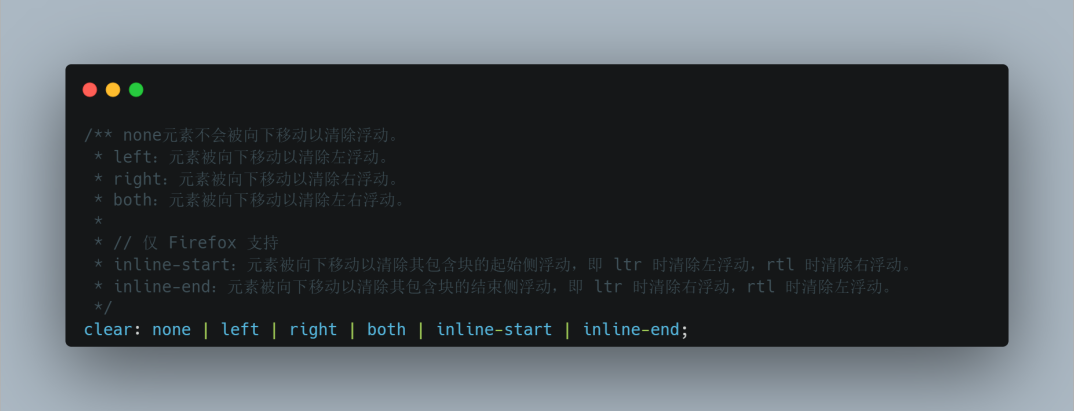 /** none元素不会被向下移动以清除浮动。
 * left：元素被向下移动以清除左浮动。
 * right：元素被向下移动以清除右浮动。
 * both：元素被向下移动以清除左右浮动。
 *
 * // 仅 Firefox 支持
 * inline-start：元素被向下移动以清除其包含块的起始侧浮动，即 ltr 时清除左浮动，rtl 时清除右浮动。
 * inline-end：元素被向下移动以清除其包含块的结束侧浮动，即 ltr 时清除右浮动，rtl 时清除左浮动。
 */
clear: none | left | right | both | inline-start | inline-end;